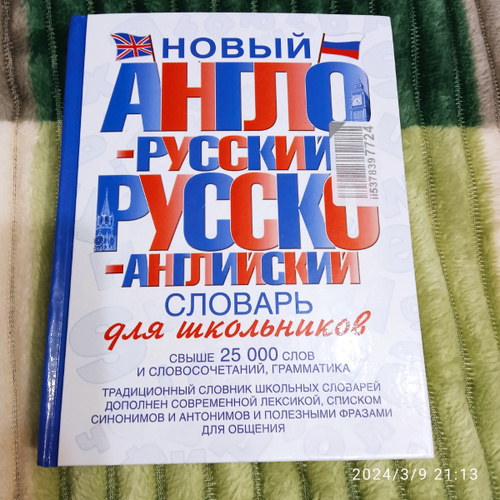 НОВЫЙ
АНГЛО
-РУССКИЙ
РУССКО
-АНГЛИЙСКИЙ
СЛОВАРЬ
для школьников
СВЫШЕ 25 000 СЛОВ
И СЛОВОСОЧЕТАНИЙ, ГРАММАТИКА
ТРАДИЦИОННЫЙ СЛОВНИК ШКОЛЬНЫХ СЛОВАРЕЙ
ДОПОЛНЕН СОВРЕМЕННОЙ ЛЕКСИКОЙ, СПИСКОМ
СИНОНИМОВ И АНТОНИМОВ И ПОЛЕЗНЫМИ ФРАЗАМИ
ДЛЯ ОБЩЕНИЯ
ii5378397724
2024/3/9 21:13